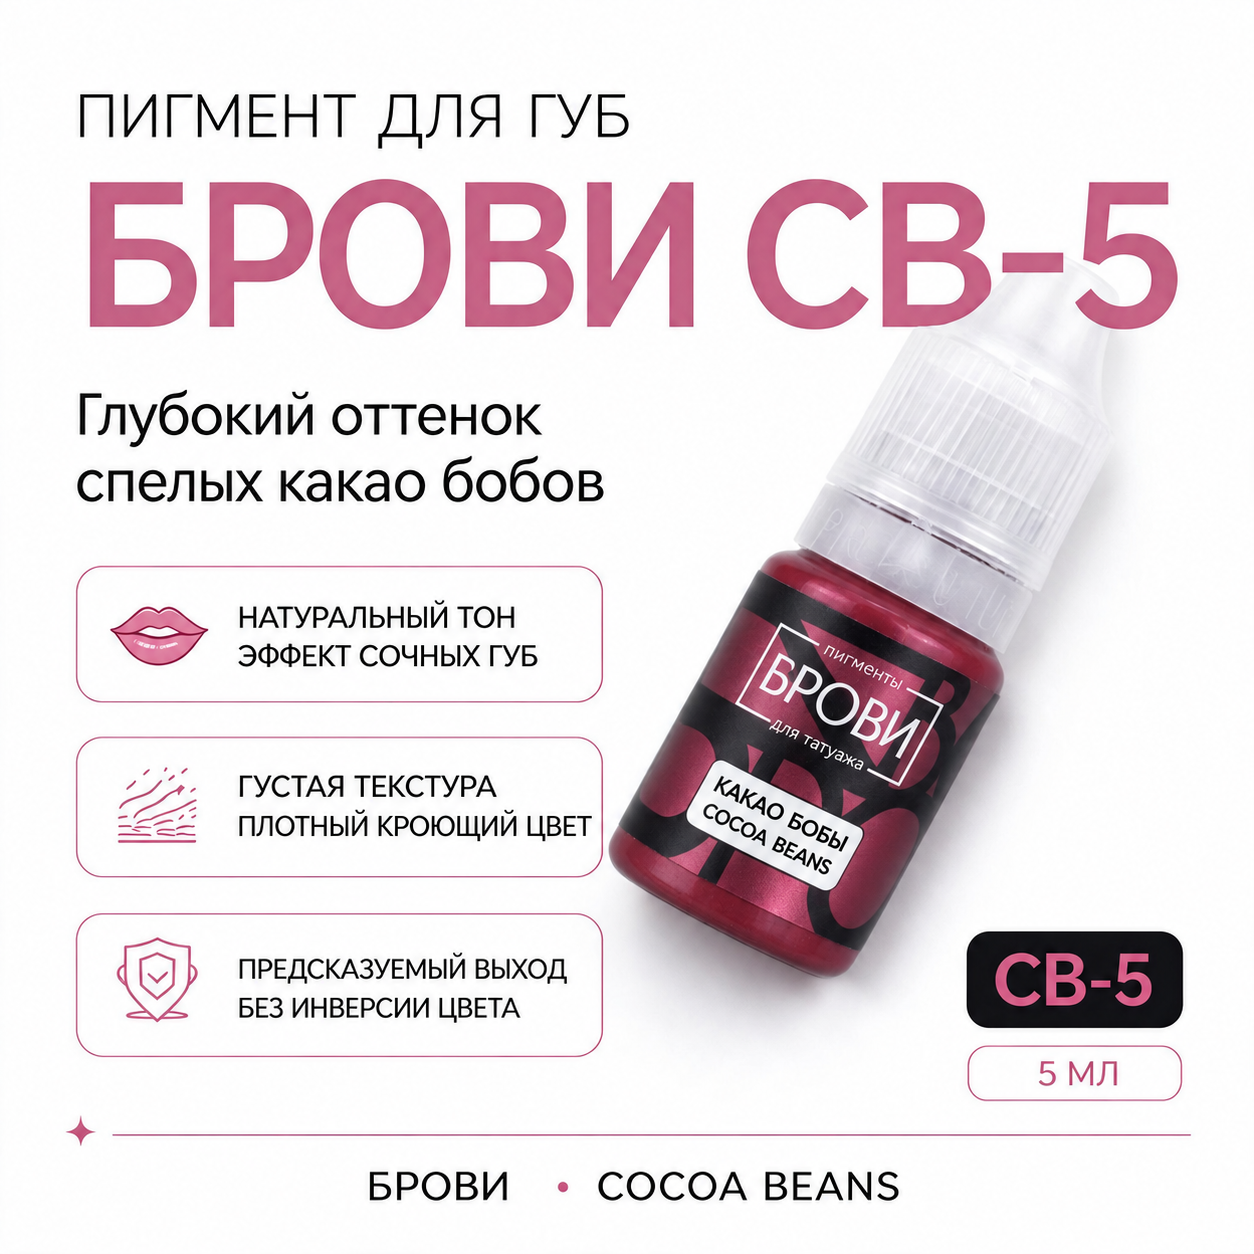 ПИГМЕНТ ДЛЯ ГУБ
БРОВИ СВ-5
Глубокий оттенок
спелых какао бобов
НАТУРАЛЬНЫЙ ТОН
ЭФФЕКТ СОЧНЫХ ГУБ
ГУСТАЯ ТЕКСТУРА
ПЛОТНЫЙ КРОЮЩИЙ ЦВЕТ
ПРЕДСКАЗУЕМЫЙ ВЫХОД
БЕЗ ИНВЕРСИИ ЦВЕТА
пигменты
БРОВИ
для татуажа
КАКАО БОБЫ
COCOA BEANS
СВ-5
5 МЛ
БРОВИ • COCOA BEANS